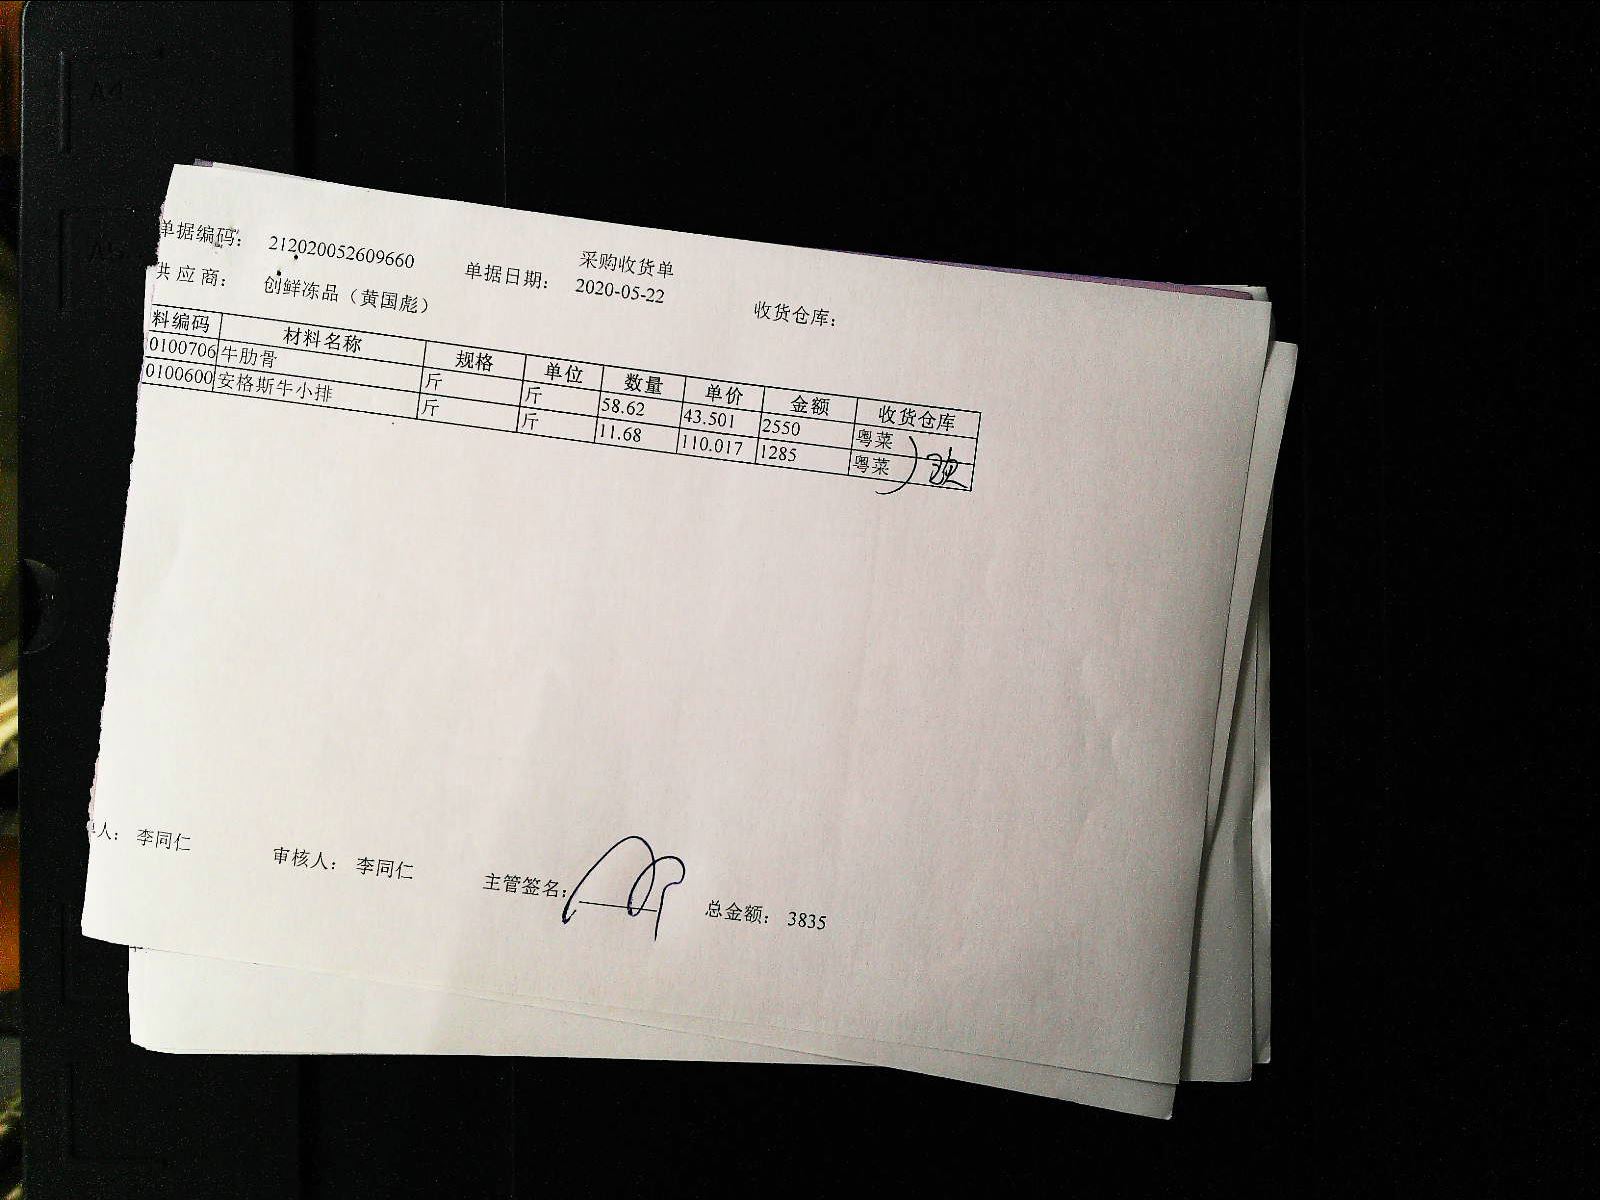 采购收货单
单据编码： 212020052609660 单据日期： 2020-05-22 收货仓库：
供应商： 创鲜冻品（黄国彪）
料编码 材料名称 规格 单位 数量 单价 金额 收货仓库
0100706 牛肋骨 斤 斤 58.62 43.501 2550 粤菜
0100600 安格斯牛小排 斤 斤 11.68 110.017 1285 粤菜
人： 李同仁 审核人： 李同仁 主管签名： 总金额： 3835